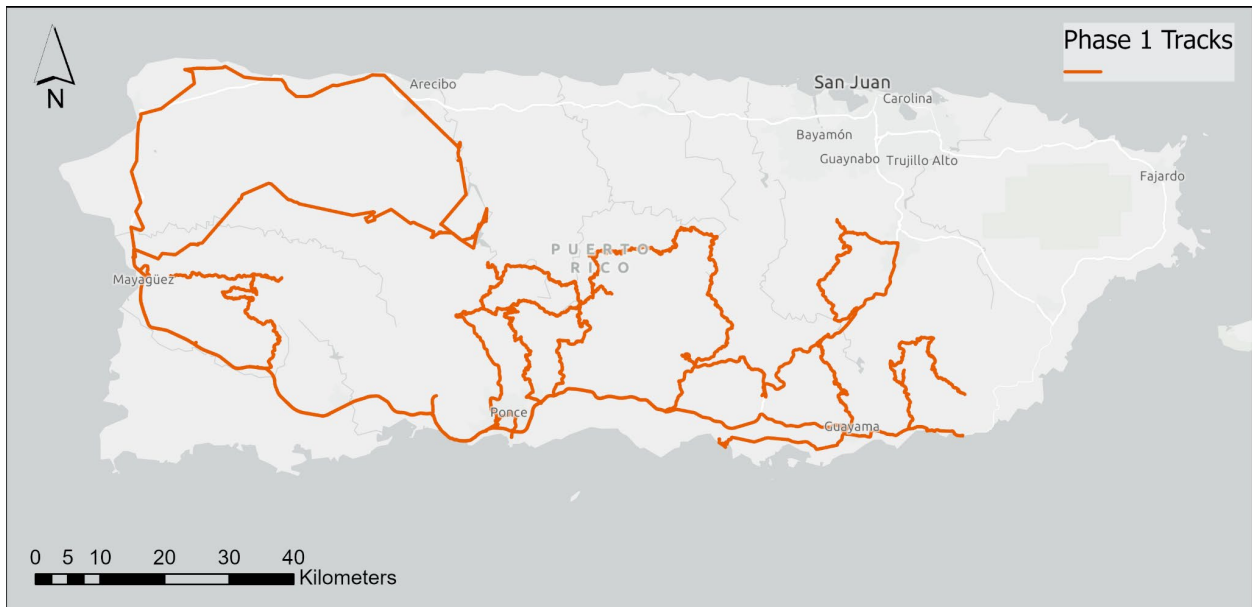 Phase 1 Tracks
N
Arecibo
San Juan
Carolina
Bayamón
Guaynabo
Trujillo Alto
Fajardo
PUERTO
RICO
Mayagüez
Ponce
Guayama
0 5 10 20 30 40
Kilometers